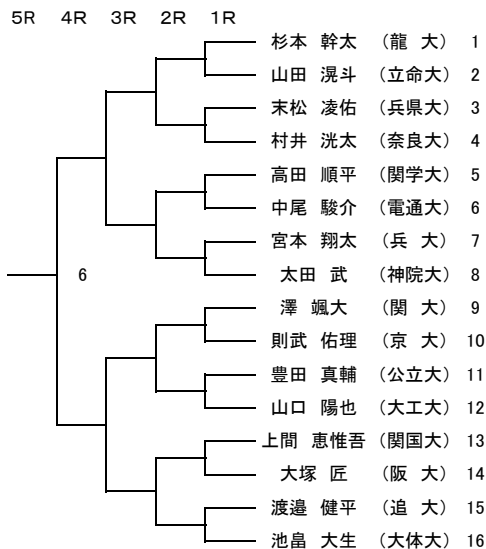 5R 4R 3R 2R 1R
杉本 幹太 (龍 大) 1
山田 滉斗 (立命大) 2
末松 凌佑 (兵県大) 3
村井 洸太 (奈良大) 4
高田 順平 (関学大) 5
中尾 駿介 (電通大) 6
宮本 翔太 (兵 大) 7
6 太田 武 (神院大) 8
澤 颯大 (関 大) 9
則武 佑理 (京 大) 10
豊田 真輔 (公立大) 11
山口 陽也 (大工大) 12
上間 恵惟吾 (関国大) 13
大塚 匠 (阪 大) 14
渡邉 健平 (追 大) 15
池畠 大生 (大体大) 16